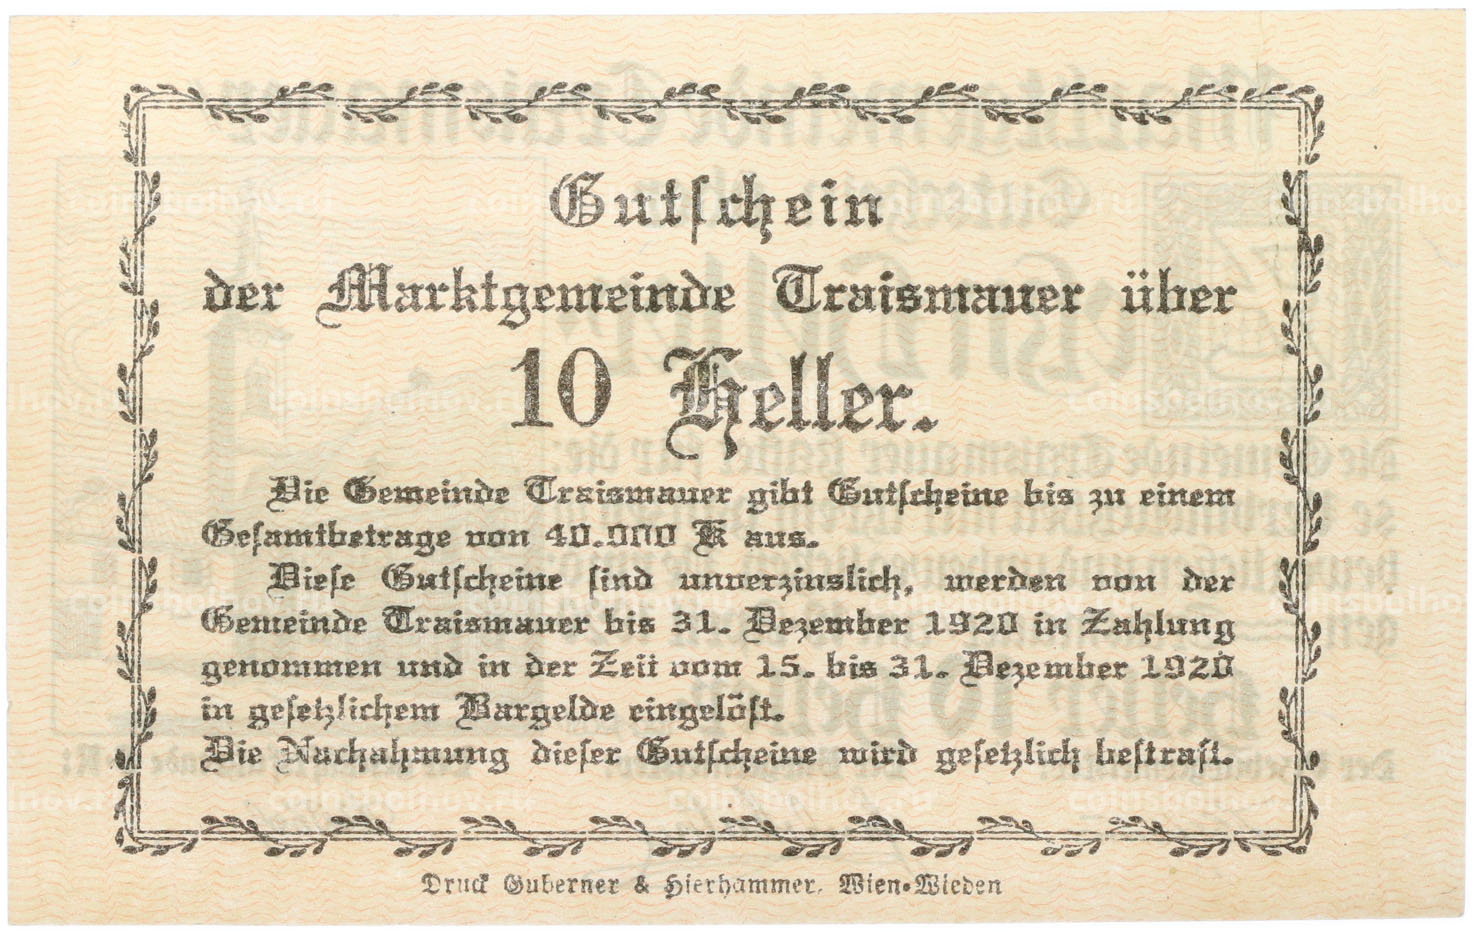 Gutschein
der Marktgemeinde Traismauer über
10 Heller.
Die Gemeinde Traismauer gibt Gutscheine bis zu einem
Gesamtbetrage von 40.000 K aus.
Diese Gutscheine sind unverzinslich, werden von der
Gemeinde Traismauer bis 31. Dezember 1920 in Zahlung
genommen und in der Zeit vom 15. bis 31. Dezember 1920
in gesetzlichem Bargelde eingelöst.
Die Nachahmung dieser Gutscheine wird gesetzlich bestraft.
Druck Guberner & Hierhammer, Wien-Wieden